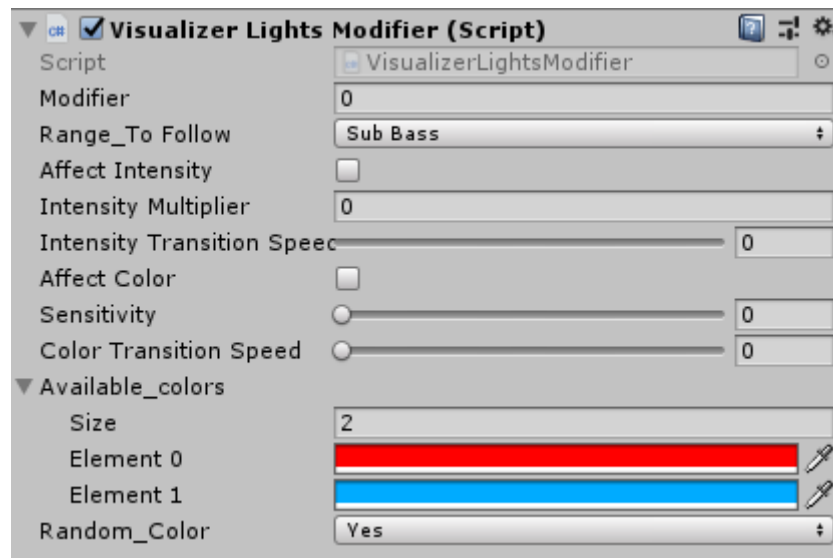 Visualizer Lights Modifier (Script)
Script VisualizerLightsModifier
Modifier 0
Range_To Follow Sub Bass
Affect Intensity
Intensity Multiplier 0
Intensity Transition Speed 0
Affect Color
Sensitivity 0
Color Transition Speed 0
Available_colors
Size 2
Element 0
Element 1
Random_Color Yes